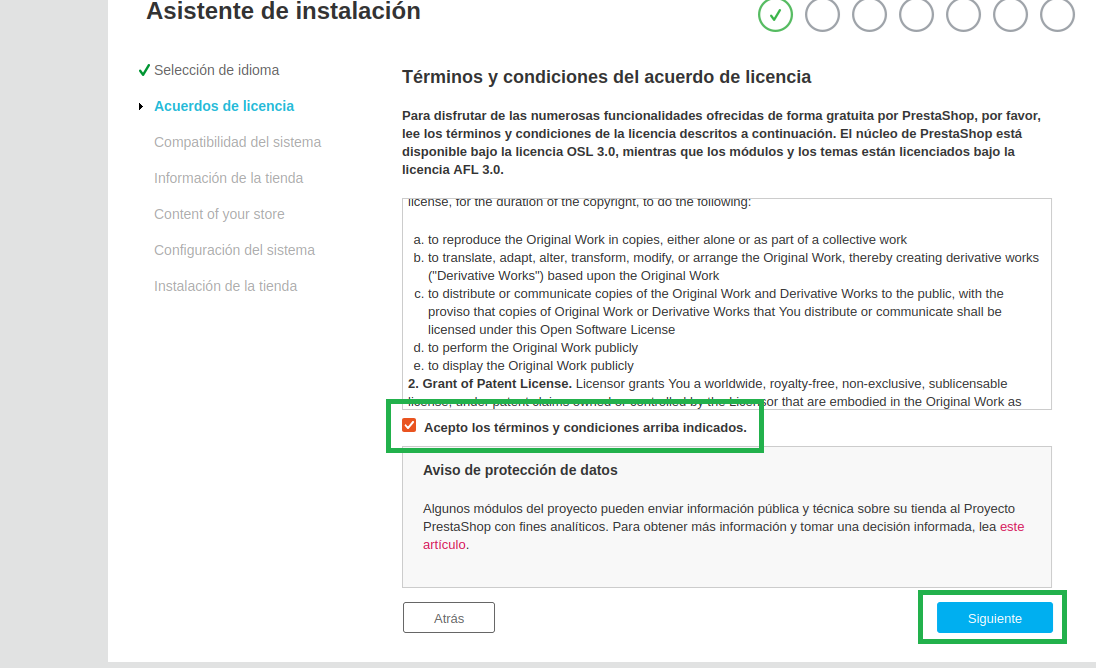 Asistente de instalación
Selección de idioma
Acuerdos de licencia
Compatibilidad del sistema
Información de la tienda
Content of your store
Configuración del sistema
Instalación de la tienda
Términos y condiciones del acuerdo de licencia
Para disfrutar de las numerosas funcionalidades ofrecidas de forma gratuita por PrestaShop, por favor,
lee los términos y condiciones de la licencia descritos a continuación. El núcleo de PrestaShop está
disponible bajo la licencia OSL 3.0, mientras que los módulos y los temas están licenciados bajo la
licencia AFL 3.0.
license, for the duration of the copyright, to do the following:
a. to reproduce the Original Work in copies, either alone or as part of a collective work
b. to translate, adapt, alter, transform, modify, or arrange the Original Work, thereby creating derivative works
("Derivative Works") based upon the Original Work
c. to distribute or communicate copies of the Original Work and Derivative Works to the public, with the
proviso that copies of Original Work or Derivative Works that You distribute or communicate shall be
licensed under this Open Software License
d. to perform the Original Work publicly
e. to display the Original Work publicly
2. Grant of Patent License. Licensor grants You a worldwide, royalty-free, non-exclusive, sublicensable
license, under patent claims owned or controlled by the Licensor that are embodied in the Original Work as
Acepto los términos y condiciones arriba indicados.
Aviso de protección de datos
Algunos módulos del proyecto pueden enviar información pública y técnica sobre su tienda al Proyecto
PrestaShop con fines analíticos. Para obtener más información y tomar una decisión informada, lea este
artículo.
Atrás
Siguiente